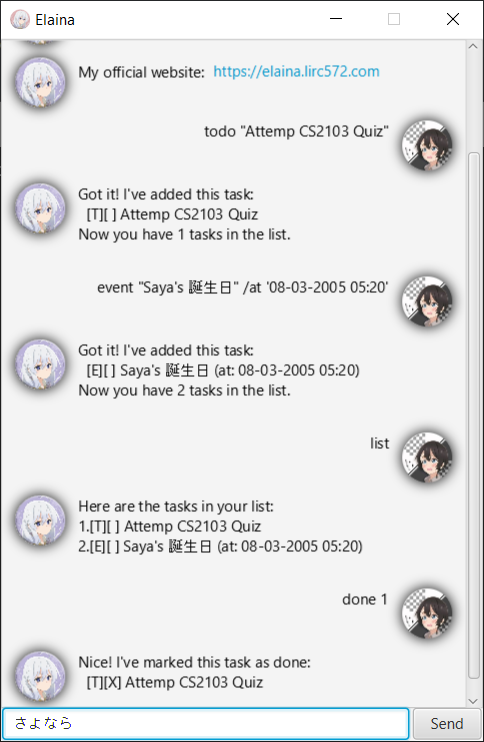 Elaina
My official website: https://elaina.lirc572.com
todo "Attemp CS2103 Quiz"
Got it! I've added this task:
[T][ ] Attemp CS2103 Quiz
Now you have 1 tasks in the list.
event "Saya's 誕生日" /at '08-03-2005 05:20'
Got it! I've added this task:
[E][ ] Saya's 誕生日 (at: 08-03-2005 05:20)
Now you have 2 tasks in the list.
list
Here are the tasks in your list:
1.[T][ ] Attemp CS2103 Quiz
2.[E][ ] Saya's 誕生日 (at: 08-03-2005 05:20)
done 1
Nice! I've marked this task as done:
[T][X] Attemp CS2103 Quiz
さよなら
Send